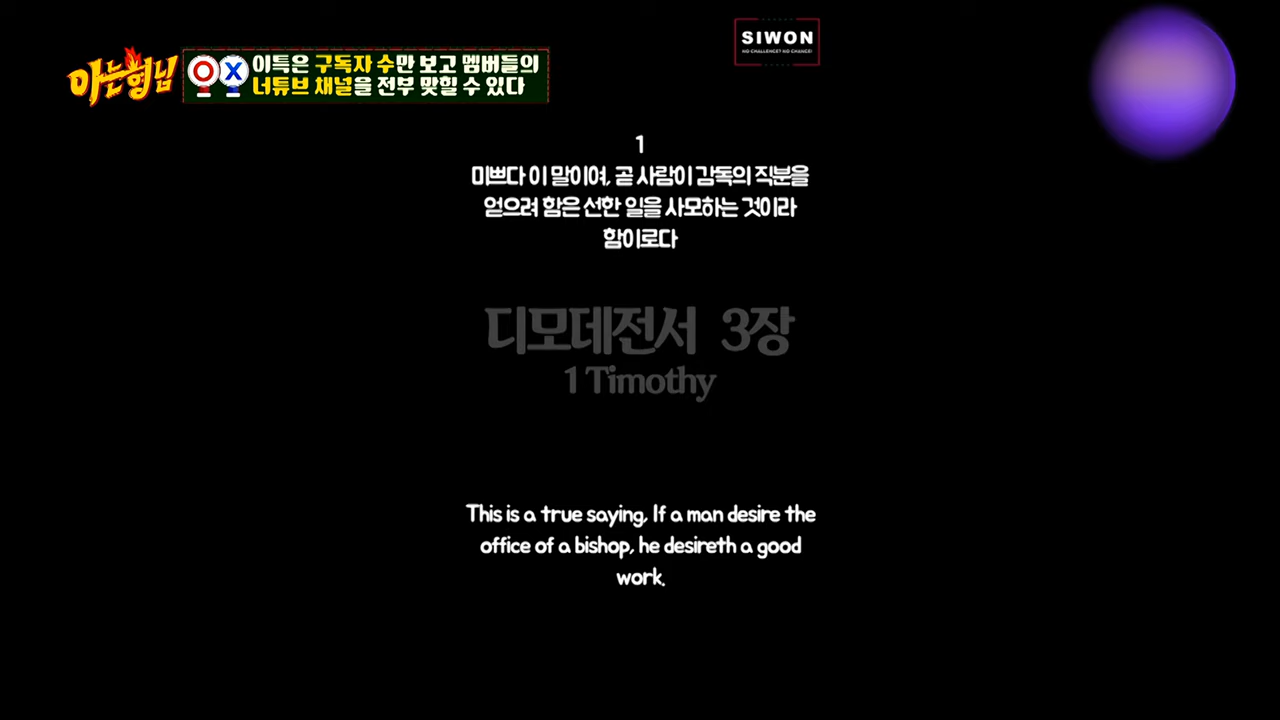 SIWON
NO CHALLENGE? NO CHANGE!
아는형님
O X 이특은 구독자 수만 보고 멤버들의
너튜브 채널을 전부 맞힐 수 있다
1
미쁘다 이 말이여, 곧 사람이 감독의 직분을
얻으려 함은 선한 일을 사모하는 것이라
함이로다
디모데전서 3장
1 Timothy
This is a true saying, If a man desire the
office of a bishop, he desireth a good
work.